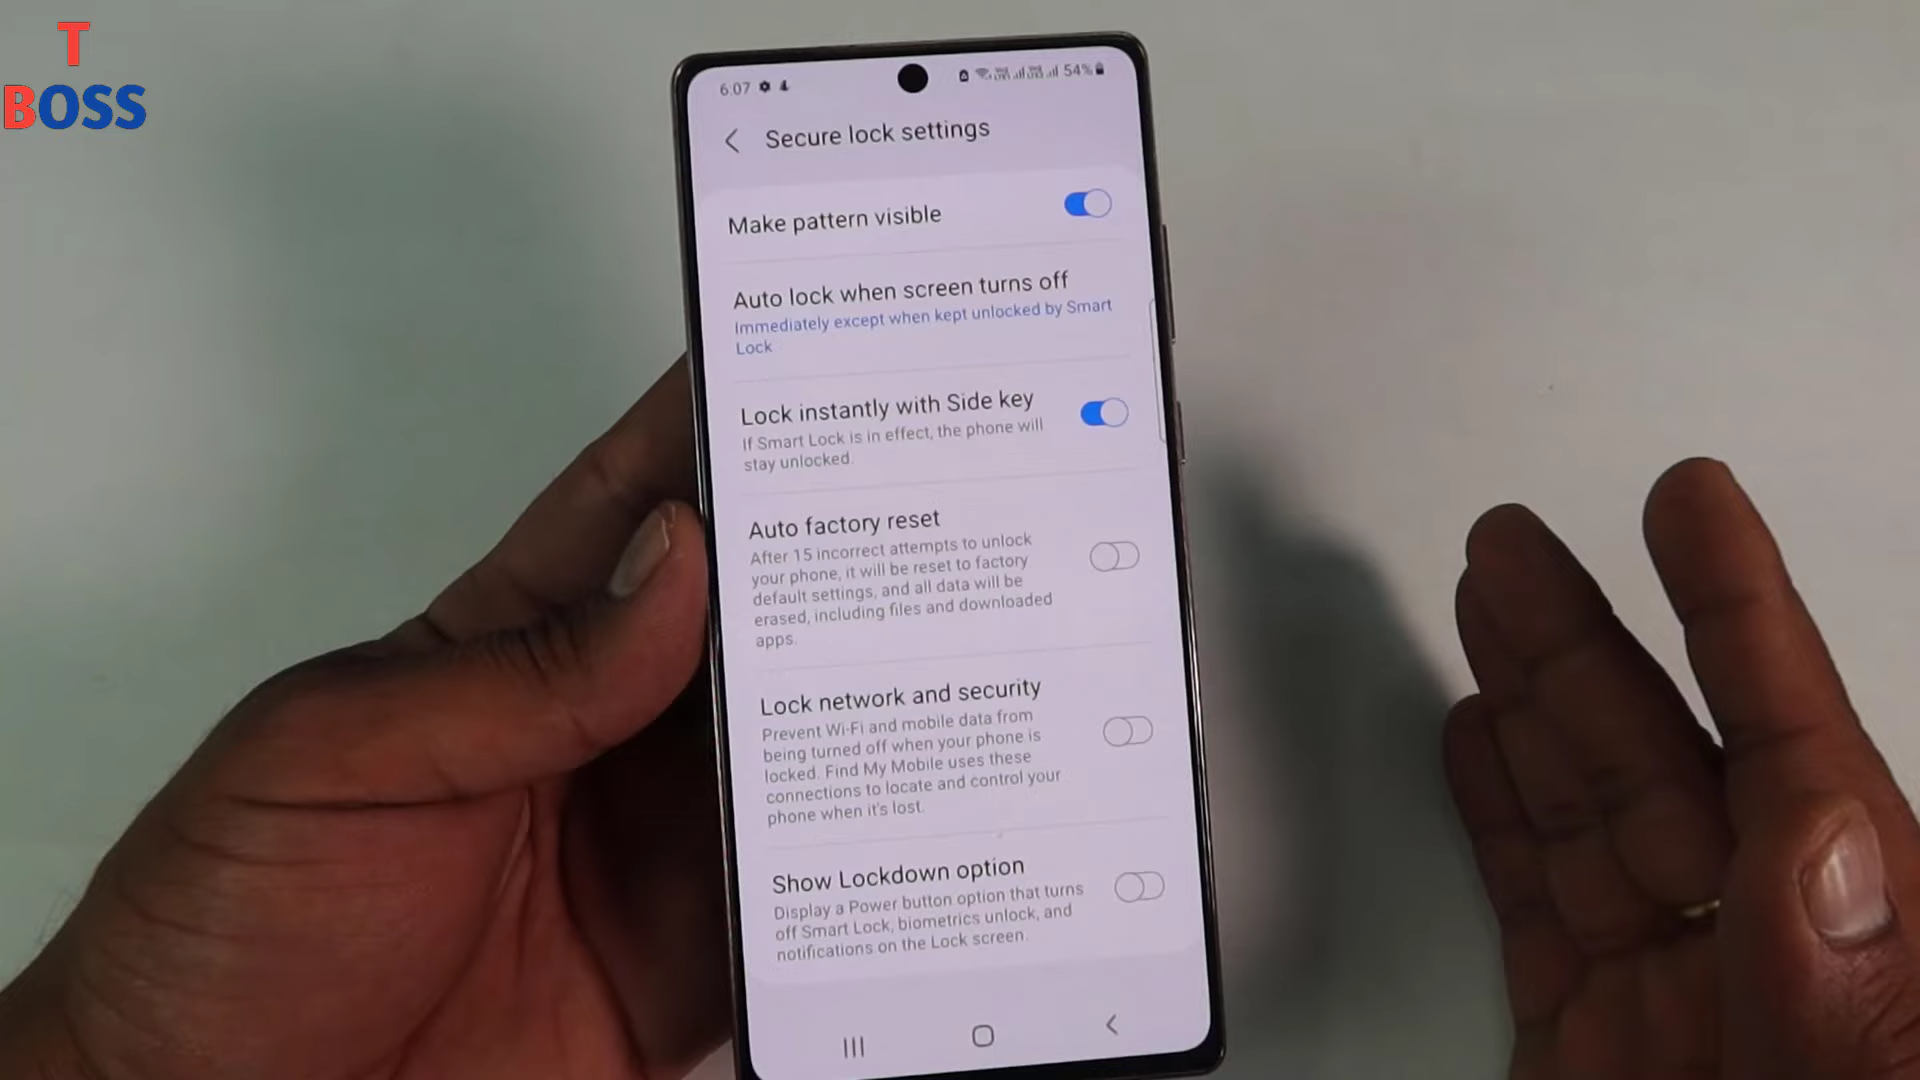 T
BOSS
6:07
54%
Secure lock settings
Make pattern visible
Auto lock when screen turns off
Immediately except when kept unlocked by Smart
Lock
Lock instantly with Side key
If Smart Lock is in effect, the phone will
stay unlocked.
Auto factory reset
After 15 incorrect attempts to unlock
your phone, it will be reset to factory
default settings, and all data will be
erased, including files and downloaded
apps.
Lock network and security
Prevent Wi-Fi and mobile data from
being turned off when your phone is
locked. Find My Mobile uses these
connections to locate and control your
phone when it's lost.
Show Lockdown option
Display a Power button option that turns
off Smart Lock, biometrics unlock, and
notifications on the Lock screen.